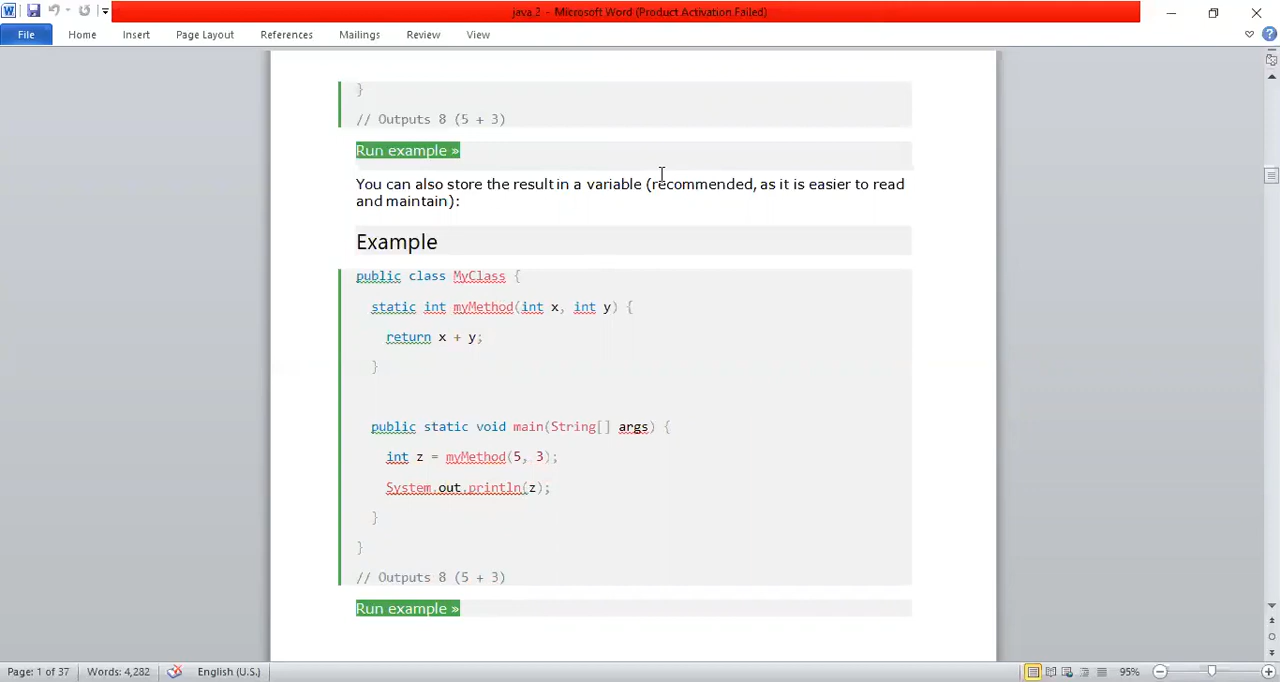 java 2 - Microsoft Word (Product Activation Failed)
File Home Insert Page Layout References Mailings Review View
}
// Outputs 8 (5 + 3)
Run example »
You can also store the result in a variable (recommended, as it is easier to read
and maintain):
Example
public class MyClass {
static int myMethod(int x, int y) {
return x + y;
}
public static void main(String[] args) {
int z = myMethod(5, 3);
System.out.println(z);
}
}
// Outputs 8 (5 + 3)
Run example »
Page: 1 of 37 Words: 4,282 English (U.S.) 95%